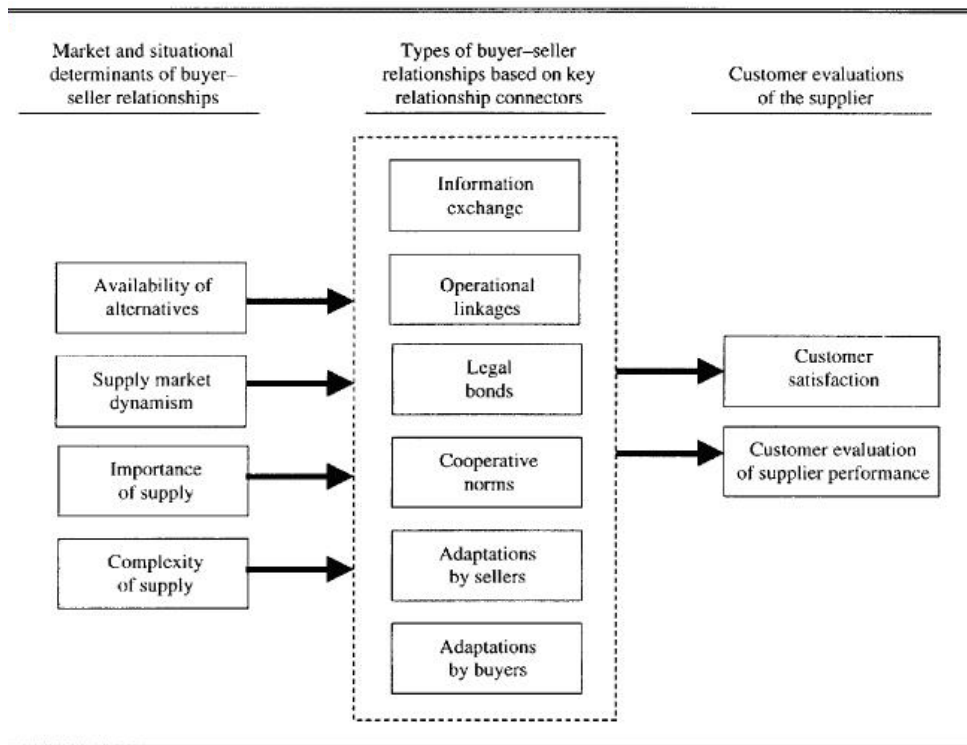 Market and situational
determinants of buyer–
seller relationships
Types of buyer–seller
relationships based on key
relationship connectors
Customer evaluations
of the supplier
Availability of
alternatives
Supply market
dynamism
Importance
of supply
Complexity
of supply
Information
exchange
Operational
linkages
Legal
bonds
Cooperative
norms
Adaptations
by sellers
Adaptations
by buyers
Customer
satisfaction
Customer evaluation
of supplier performance